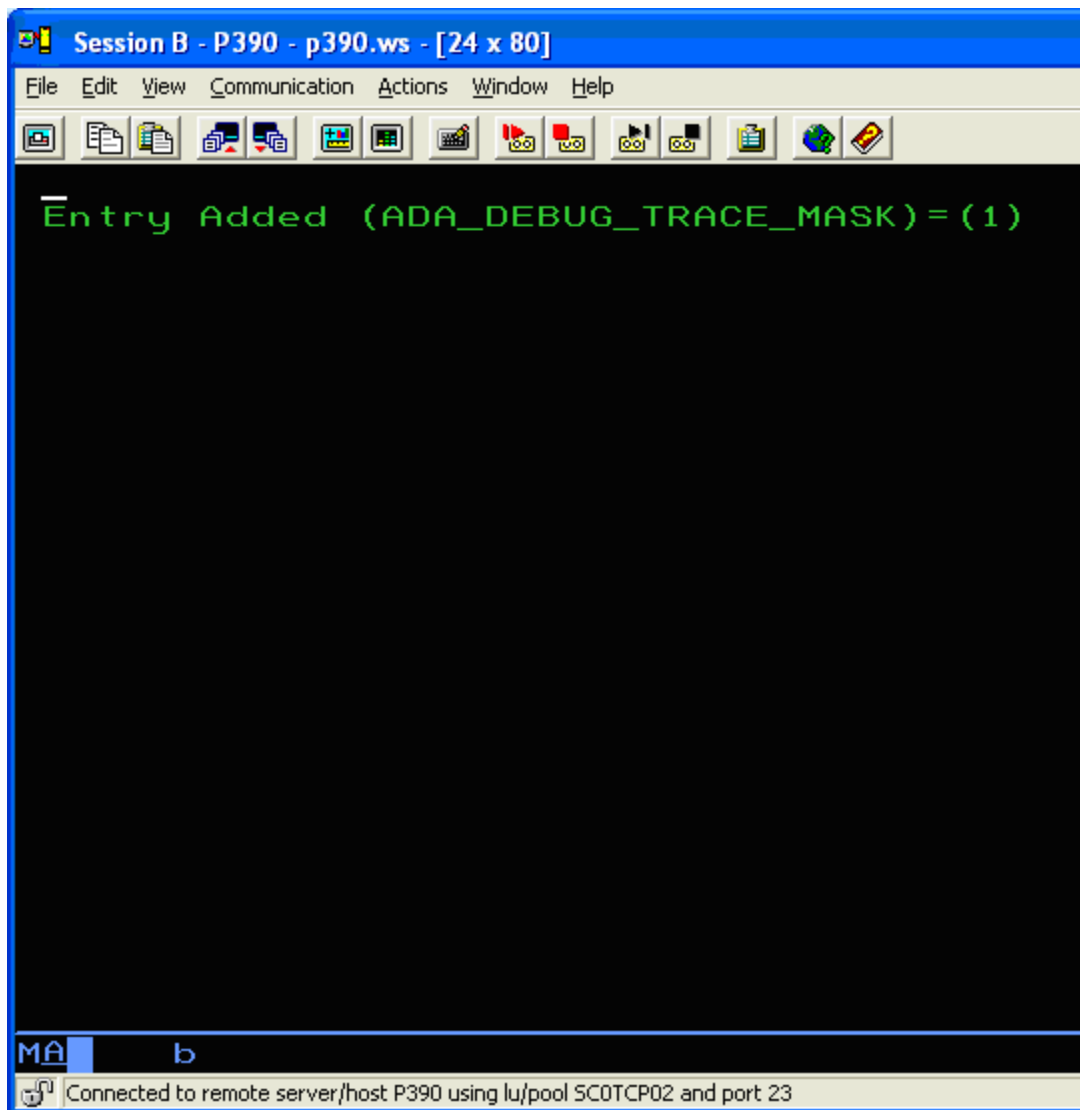 Session B - P390 - p390.ws - [24 x 80]
File Edit View Communication Actions Window Help
Entry Added (ADA_DEBUG_TRACE_MASK)=(1)
MA b
Connected to remote server/host P390 using lu/pool SC0TCP02 and port 23